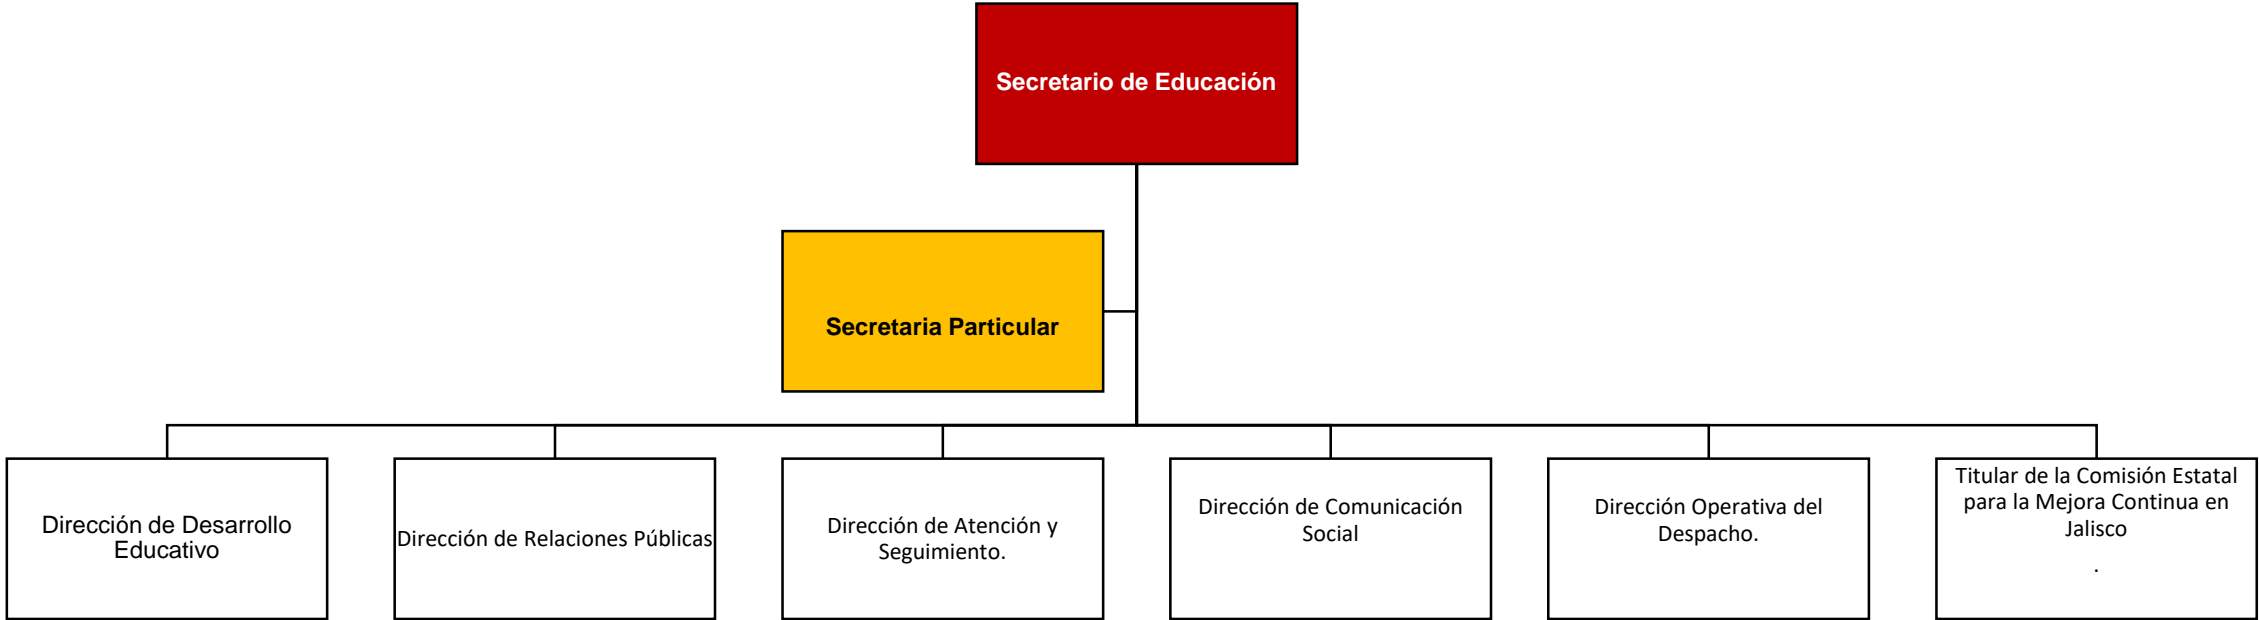 Secretario de Educación
Secretaria Particular
Dirección de Desarrollo
Educativo
Dirección de Relaciones Públicas
Dirección de Atención y
Seguimiento.
Dirección de Comunicación
Social
Dirección Operativa del
Despacho.
Titular de la Comisión Estatal
para la Mejora Continua en
Jalisco
.